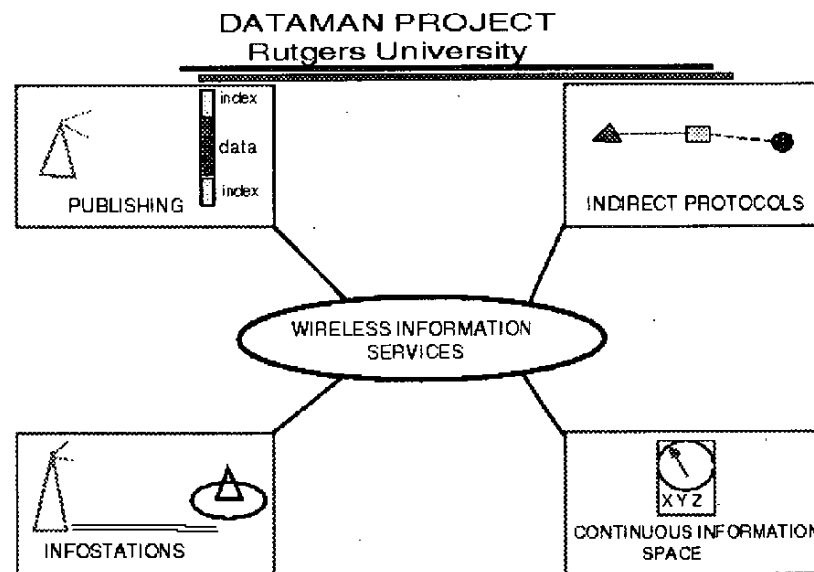 DATAMAN PROJECT
Rutgers University
index
data
index
PUBLISHING
INDIRECT PROTOCOLS
WIRELESS INFORMATION
SERVICES
INFOSTATIONS
XYZ
CONTINUOUS INFORMATION
SPACE